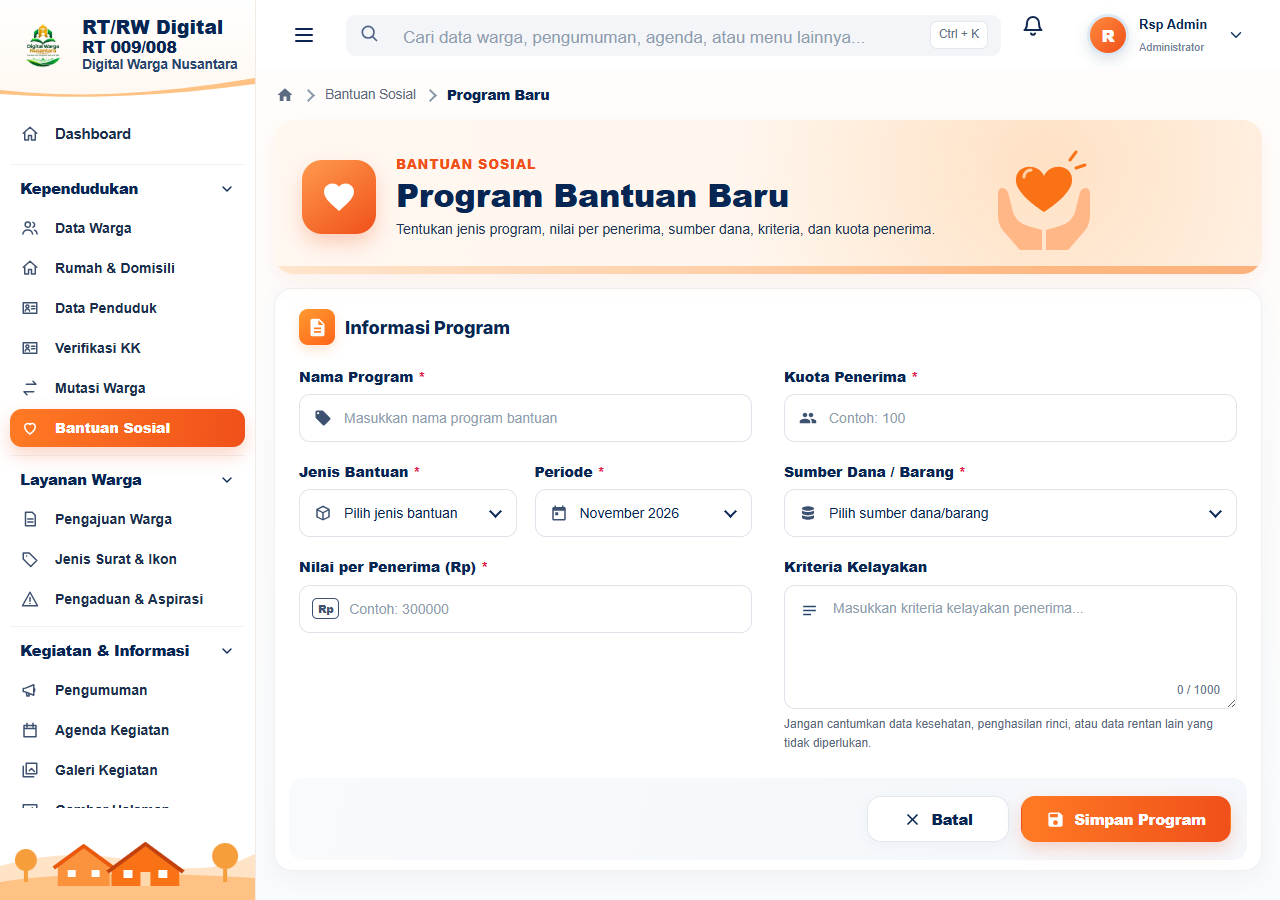 RT/RW Digital
RT 009/008
Digital Warga Nusantara
Dashboard
Kependudukan
Data Warga
Rumah & Domisili
Data Penduduk
Verifikasi KK
Mutasi Warga
Bantuan Sosial
Layanan Warga
Pengajuan Warga
Jenis Surat & Ikon
Pengaduan & Aspirasi
Kegiatan & Informasi
Pengumuman
Agenda Kegiatan
Galeri Kegiatan
Cari data warga, pengumuman, agenda, atau menu lainnya...
Ctrl + K
R
Rsp Admin
Administrator
Bantuan Sosial
Program Baru
BANTUAN SOSIAL
Program Bantuan Baru
Tentukan jenis program, nilai per penerima, sumber dana, kriteria, dan kuota penerima.
Informasi Program
Nama Program *
Masukkan nama program bantuan
Kuota Penerima *
Contoh: 100
Jenis Bantuan *
Pilih jenis bantuan
Periode *
November 2026
Sumber Dana / Barang *
Pilih sumber dana/barang
Nilai per Penerima (Rp) *
Rp Contoh: 300000
Kriteria Kelayakan
Masukkan kriteria kelayakan penerima...
0 / 1000
Jangan cantumkan data kesehatan, penghasilan rinci, atau data rentan lain yang
tidak diperlukan.
Batal
Simpan Program